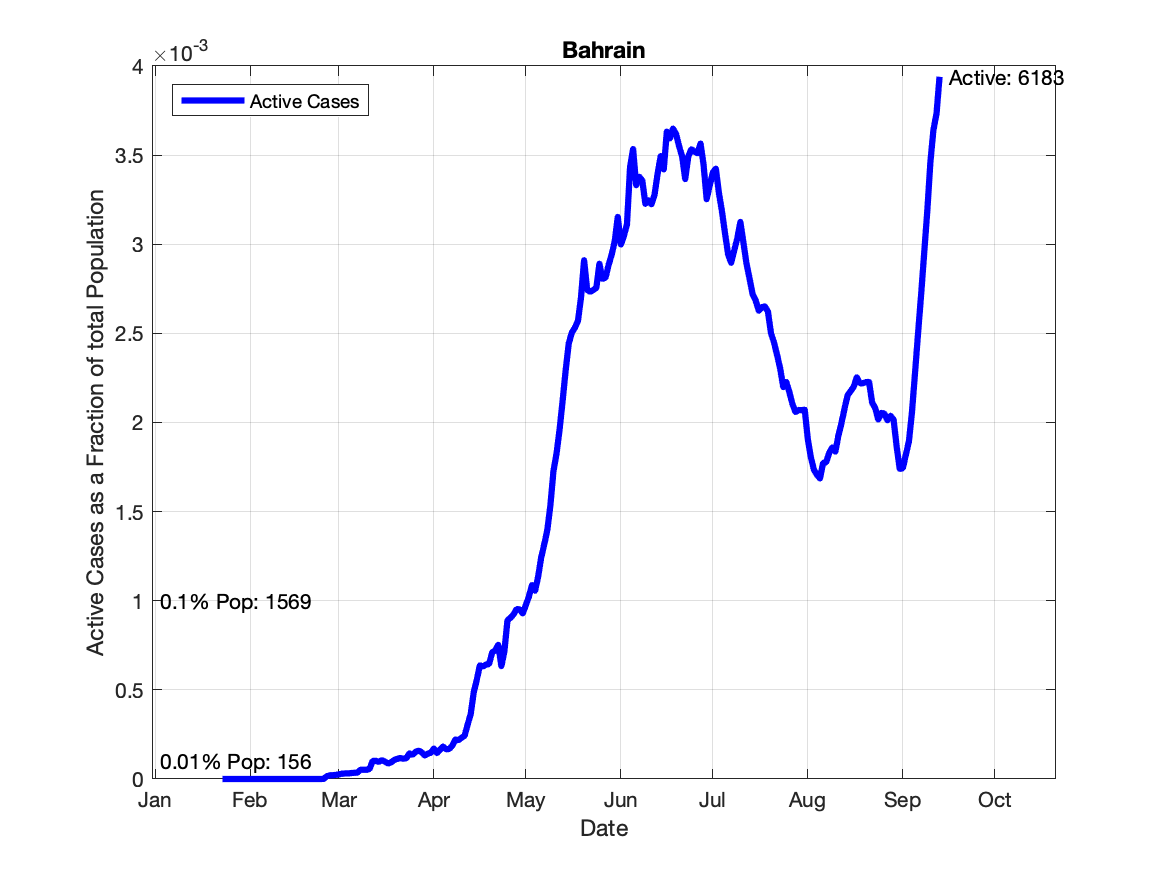 Bahrain
×10-3
4
3.5
3
2.5
2
1.5
1
0.5
0
Active Cases as a Fraction of total Population
Active Cases
Active: 6183
0.1% Pop: 1569
0.01% Pop: 156
Jan Feb Mar Apr May Jun Jul Aug Sep Oct
Date